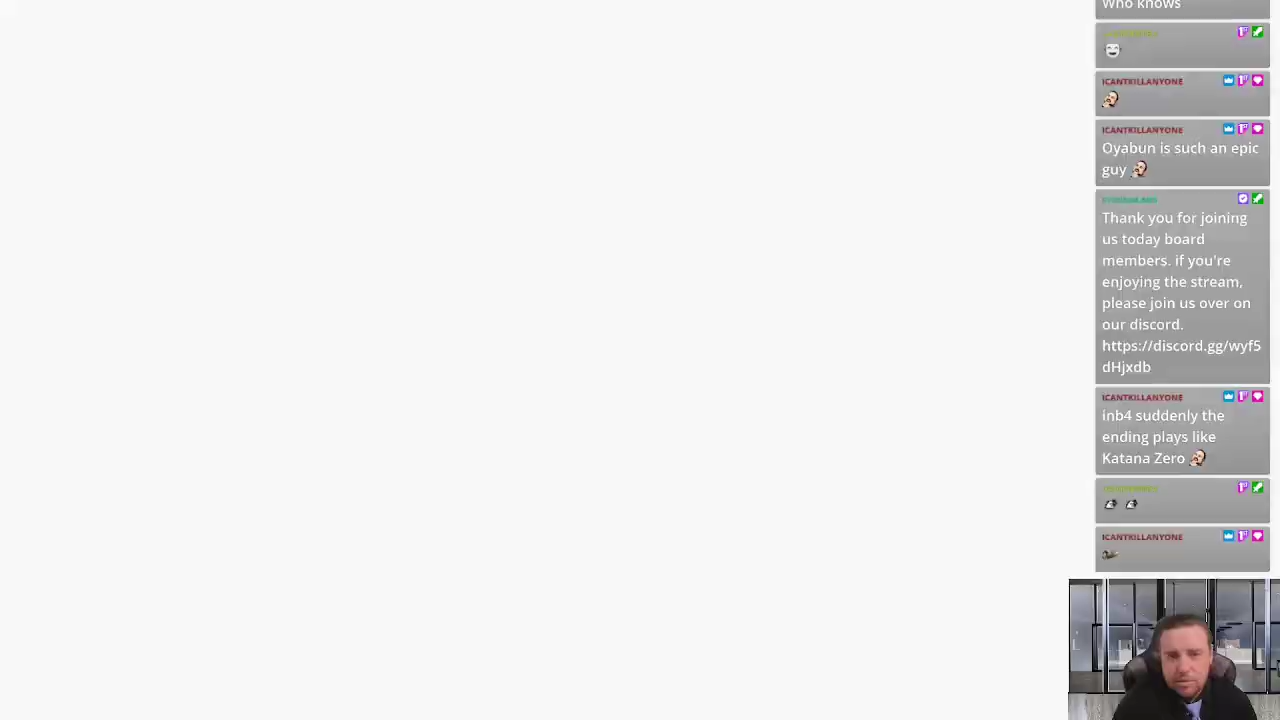 Who knows
ICANTKILLANYONE
ICANTKILLANYONE
Oyabun is such an epic
guy
Thank you for joining
us today board
members. if you're
enjoying the stream,
please join us over on
our discord.
https://discord.gg/wyf5
dHjxdb
ICANTKILLANYONE
inb4 suddenly the
ending plays like
Katana Zero
ICANTKILLANYONE